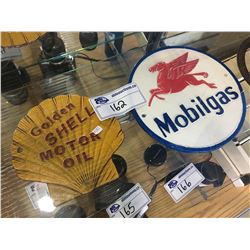 Golden
SHELL
MOTOR
OIL
Mobilgas
162
165
166